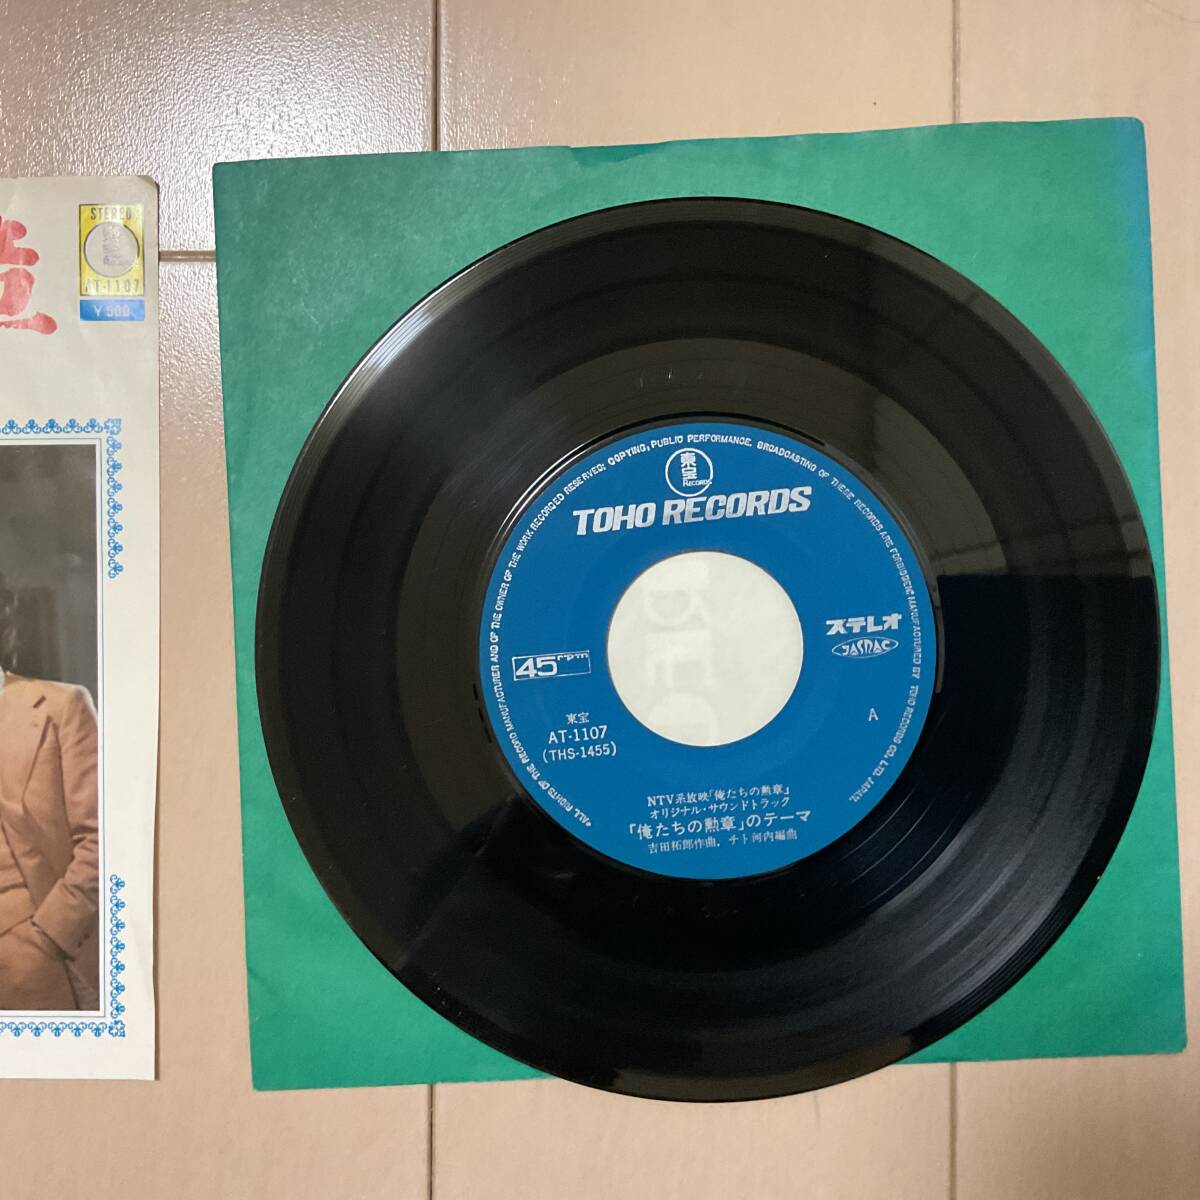 STEREO
AT-1107
¥500
*ALL RIGHTS OF THE RECORD MANUFACTURER AND OF THE OWNER OF THE WORK RECORDED RESERVED: COPYING, PUBLIC PERFORMANCE, BROADCASTING OF THESE RECORDS ARE FORBIDDEN: MANUFACTURED BY TOHO RECORDS CO., LTD. JAPAN.
東宝
RECORDS
TOHO RECORDS
ステレオ
JASRAC
45rpm
A
東宝
AT-1107
(THS-1455)
NTV系放映「俺たちの勲章」
オリジナル・サウンドトラック
「俺たちの勲章」のテーマ
吉田拓郎作曲, チト河内編曲